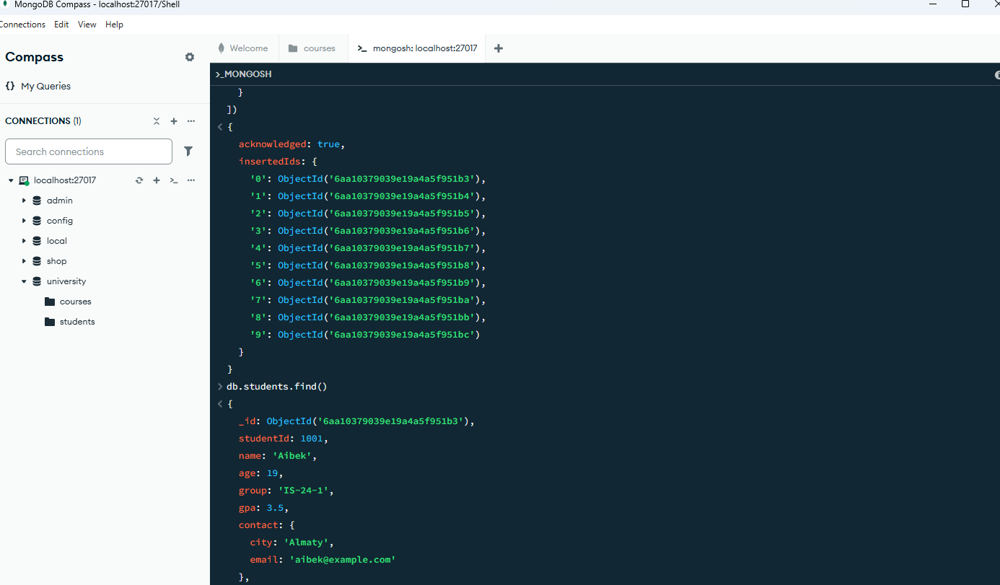 MongoDB Compass - localhost:27017/Shell
Connections Edit View Help
Compass
My Queries
CONNECTIONS (1)
Search connections
localhost:27017
admin
config
local
shop
university
courses
students
Welcome courses >_ mongosh: localhost:27017
>_MONGOSH
}
])
< {
acknowledged: true,
insertedIds: {
'0': ObjectId('6aa10379039e19a4a5f951b3'),
'1': ObjectId('6aa10379039e19a4a5f951b4'),
'2': ObjectId('6aa10379039e19a4a5f951b5'),
'3': ObjectId('6aa10379039e19a4a5f951b6'),
'4': ObjectId('6aa10379039e19a4a5f951b7'),
'5': ObjectId('6aa10379039e19a4a5f951b8'),
'6': ObjectId('6aa10379039e19a4a5f951b9'),
'7': ObjectId('6aa10379039e19a4a5f951ba'),
'8': ObjectId('6aa10379039e19a4a5f951bb'),
'9': ObjectId('6aa10379039e19a4a5f951bc')
}
}
> db.students.find()
< {
_id: ObjectId('6aa10379039e19a4a5f951b3'),
studentId: 1001,
name: 'Aibek',
age: 19,
group: 'IS-24-1',
gpa: 3.5,
contact: {
city: 'Almaty',
email: 'aibek@example.com'
},